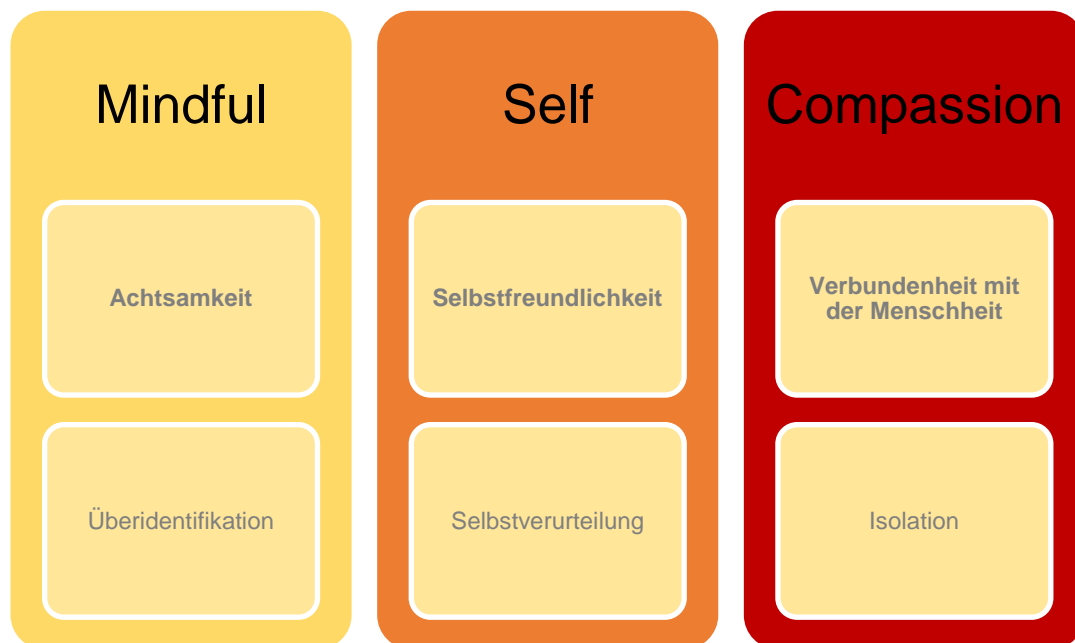 Mindful
Self
Compassion
Achtsamkeit
Selbstfreundlichkeit
Verbundenheit mit
der Menschheit
Überidentifikation
Selbstverurteilung
Isolation